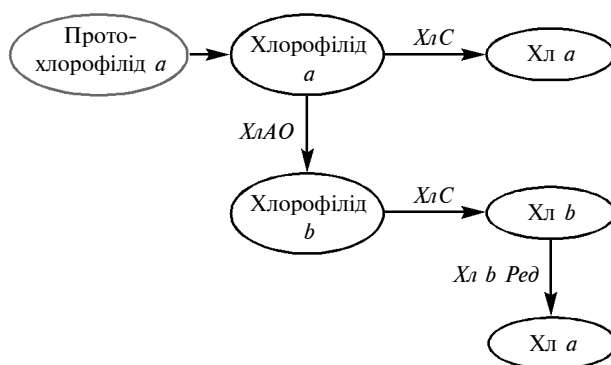 Прото-
хлорофілід a
Хлорофілід
a
ХлС
Хл a
ХлАО
Хлорофілід
b
ХлС
Хл b
Хл b Ред
Хл a